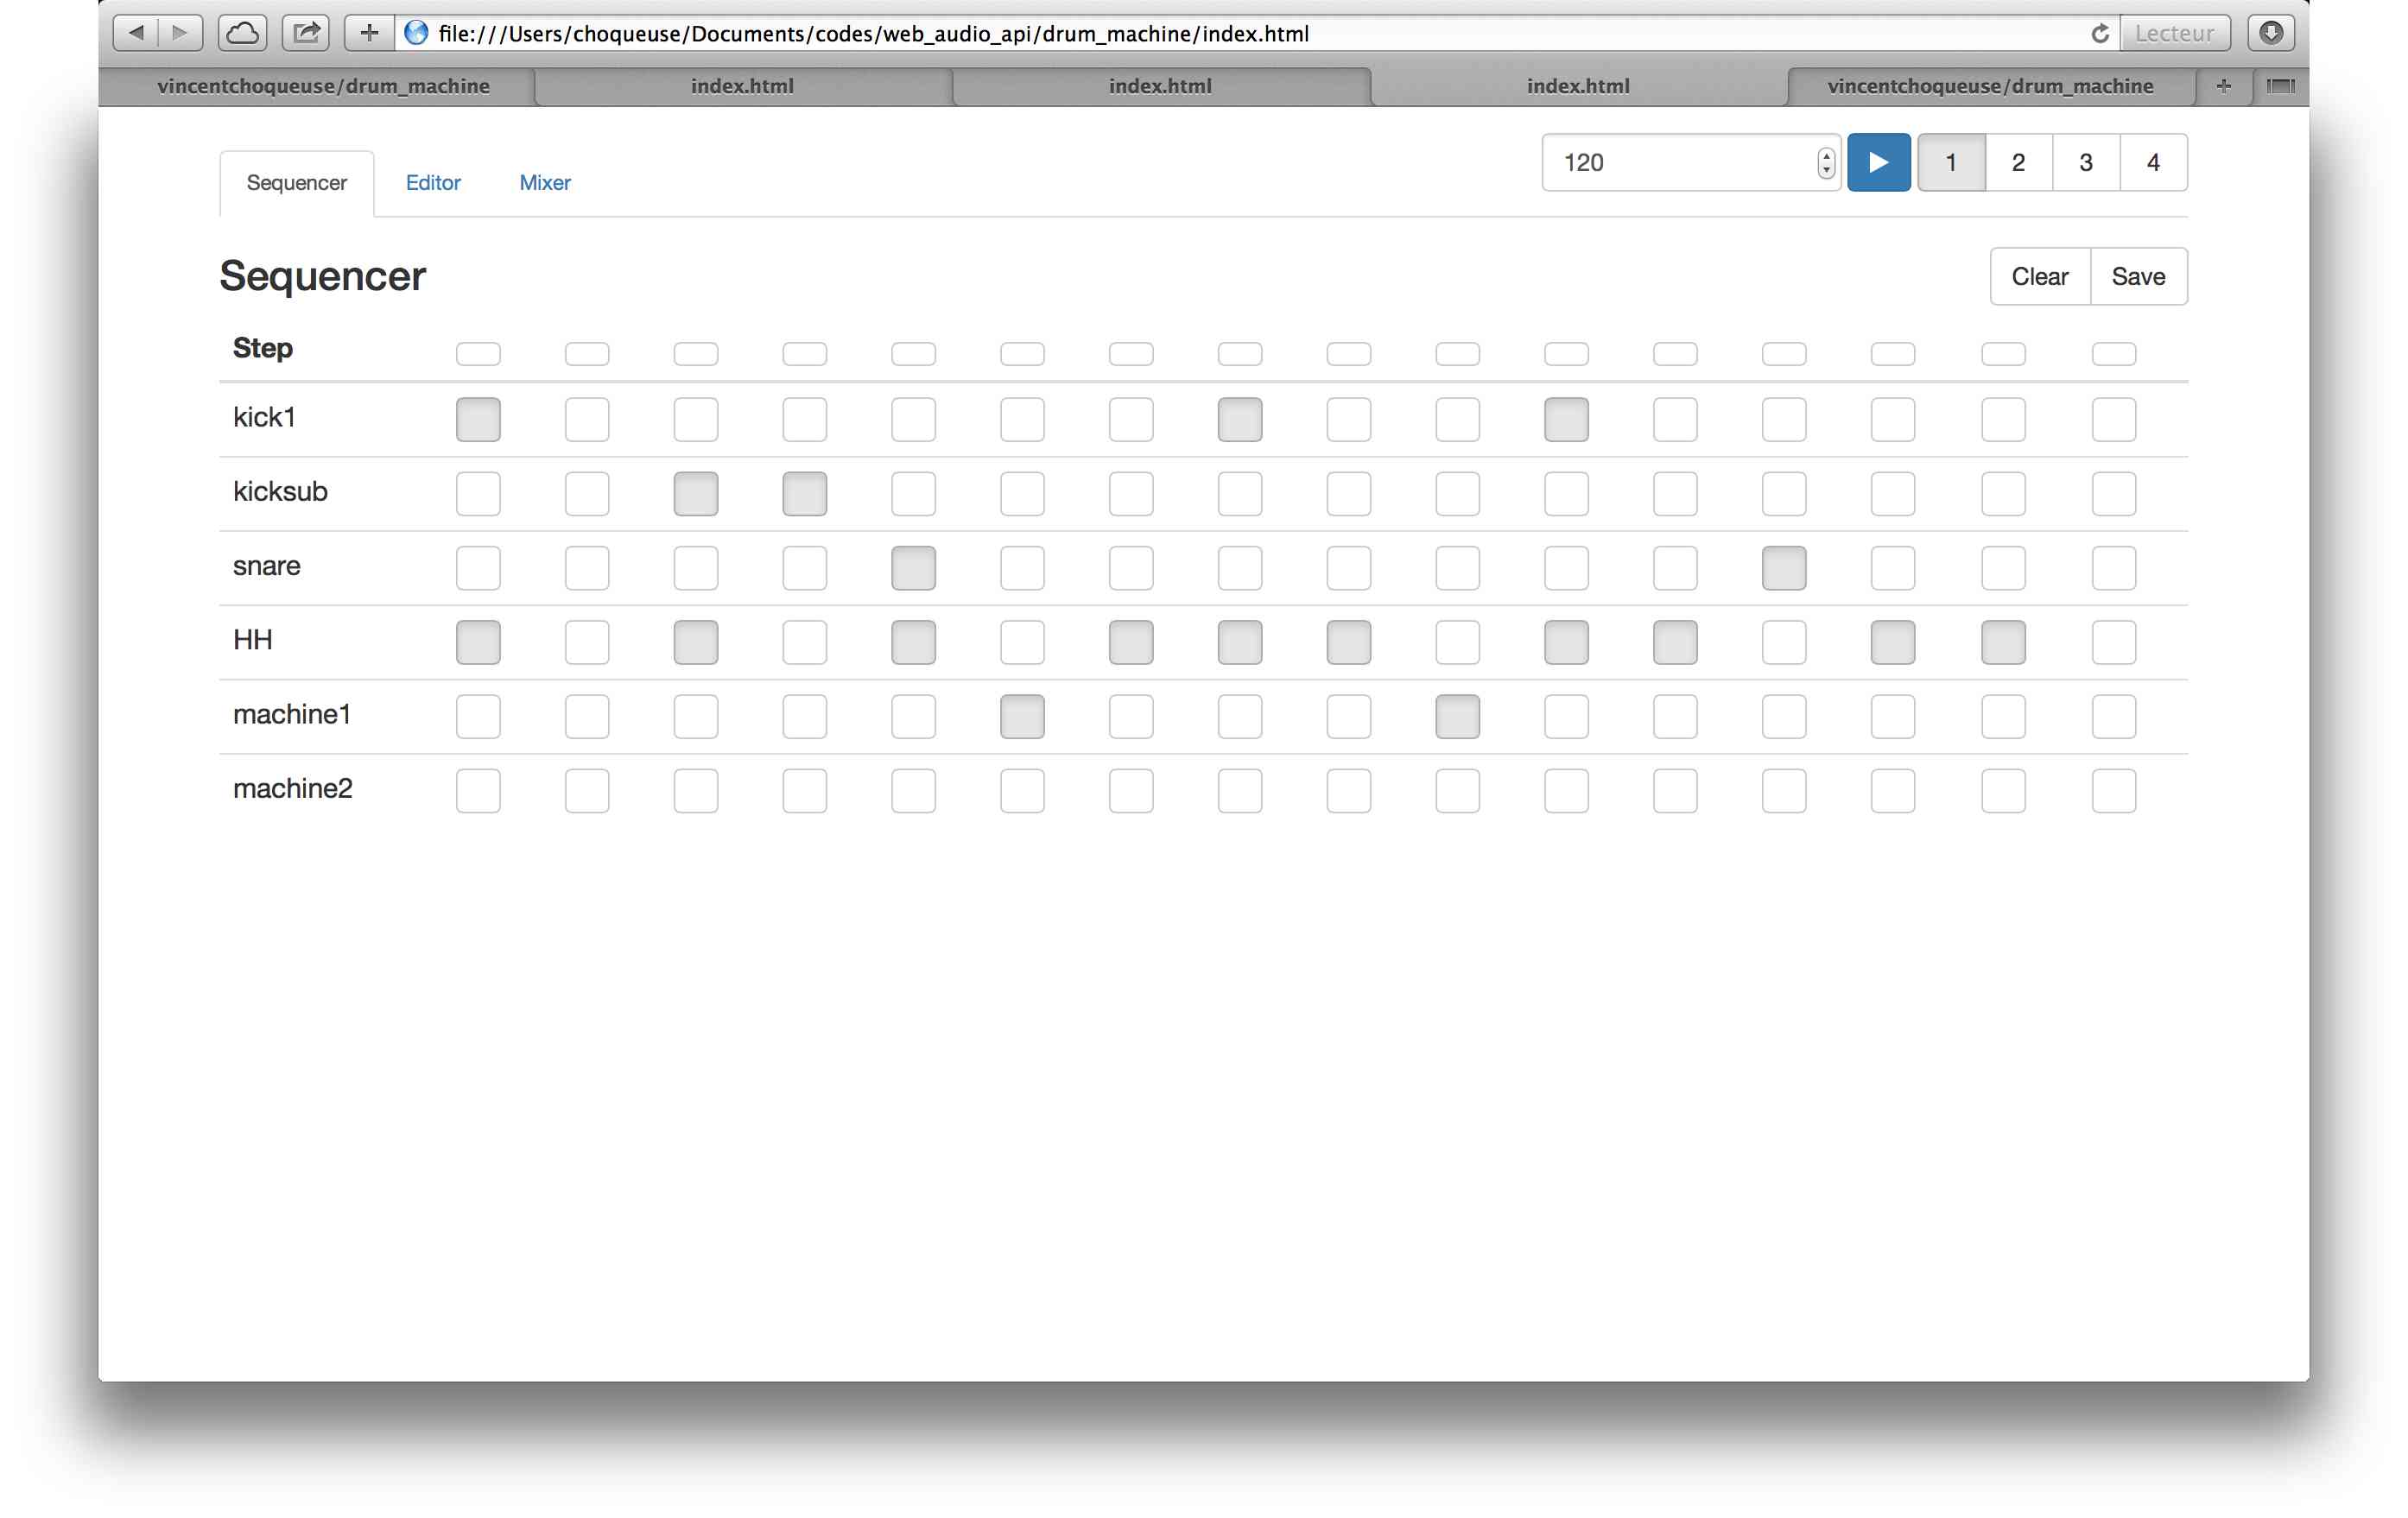 file:///Users/choqueuse/Documents/codes/web_audio_api/drum_machine/index.html Lecteur
vincentchoqueuse/drum_machine index.html index.html index.html vincentchoqueuse/drum_machine
Sequencer Editor Mixer 120 1 2 3 4
Sequencer Clear Save
Step
kick1
kicksub
snare
HH
machine1
machine2